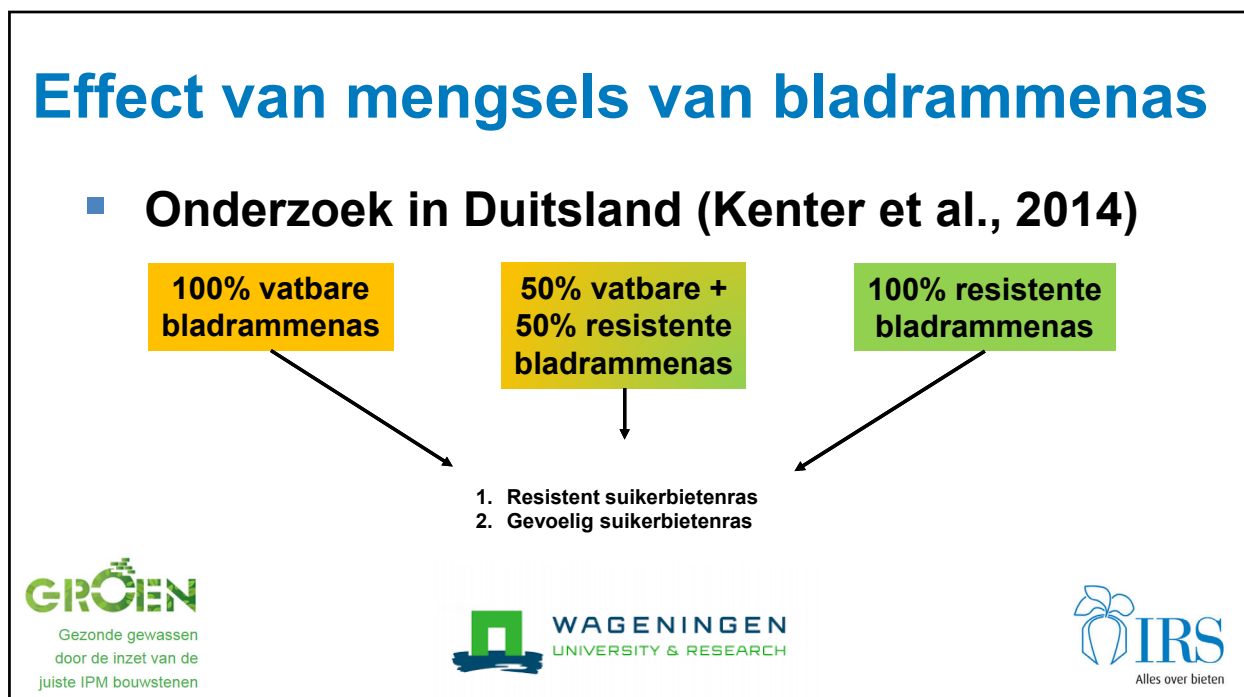 Effect van mengsels van bladrammenas
▪ Onderzoek in Duitsland (Kenter et al., 2014)
100% vatbare
bladrammenas
50% vatbare +
50% resistente
bladrammenas
100% resistente
bladrammenas
1. Resistent suikerbietenras
2. Gevoelig suikerbietenras
GROEN
Gezonde gewassen
door de inzet van de
juiste IPM bouwstenen
WAGENINGEN
UNIVERSITY & RESEARCH
IRS
Alles over bieten